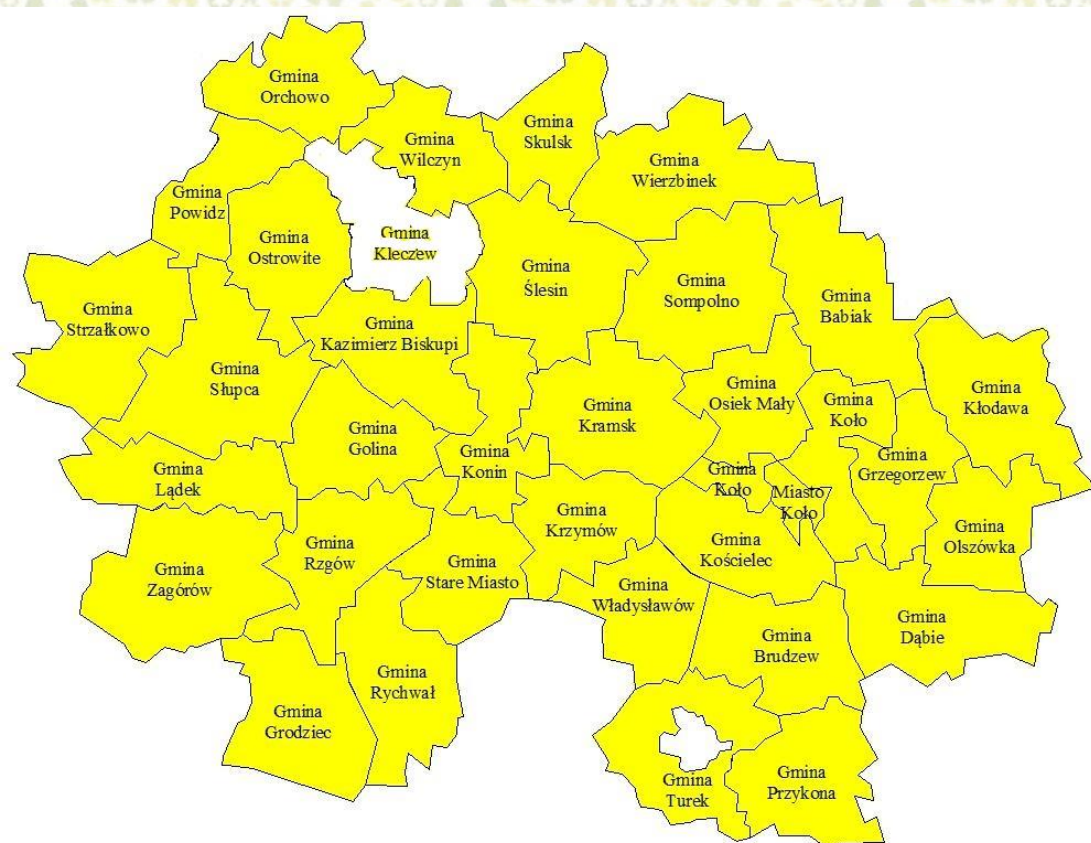 Gmina
Orchowo
Gmina
Wilczyn
Gmina
Skulsk
Gmina
Wierzbinek
Gmina
Powidz
Gmina
Ostrowite
Gmina
Kleczew
Gmina
Ślesin
Gmina
Sompolno
Gmina
Babiak
Gmina
Strzałkowo
Gmina
Kazimierz Biskupi
Gmina
Słupca
Gmina
Kramsk
Gmina
Osiek Mały
Gmina
Koło
Gmina
Kłodawa
Gmina
Golina
Gmina
Konin
Gmina
Lądek
Gmina
Koło
Miasto
Koło
Gmina
Grzegorzew
Gmina
Olszówka
Gmina
Krzymów
Gmina
Kościelec
Gmina
Rzgów
Gmina
Stare Miasto
Gmina
Zagórów
Gmina
Władysławów
Gmina
Dąbie
Gmina
Brudzew
Gmina
Rychwał
Gmina
Grodziec
Gmina
Turek
Gmina
Przykona